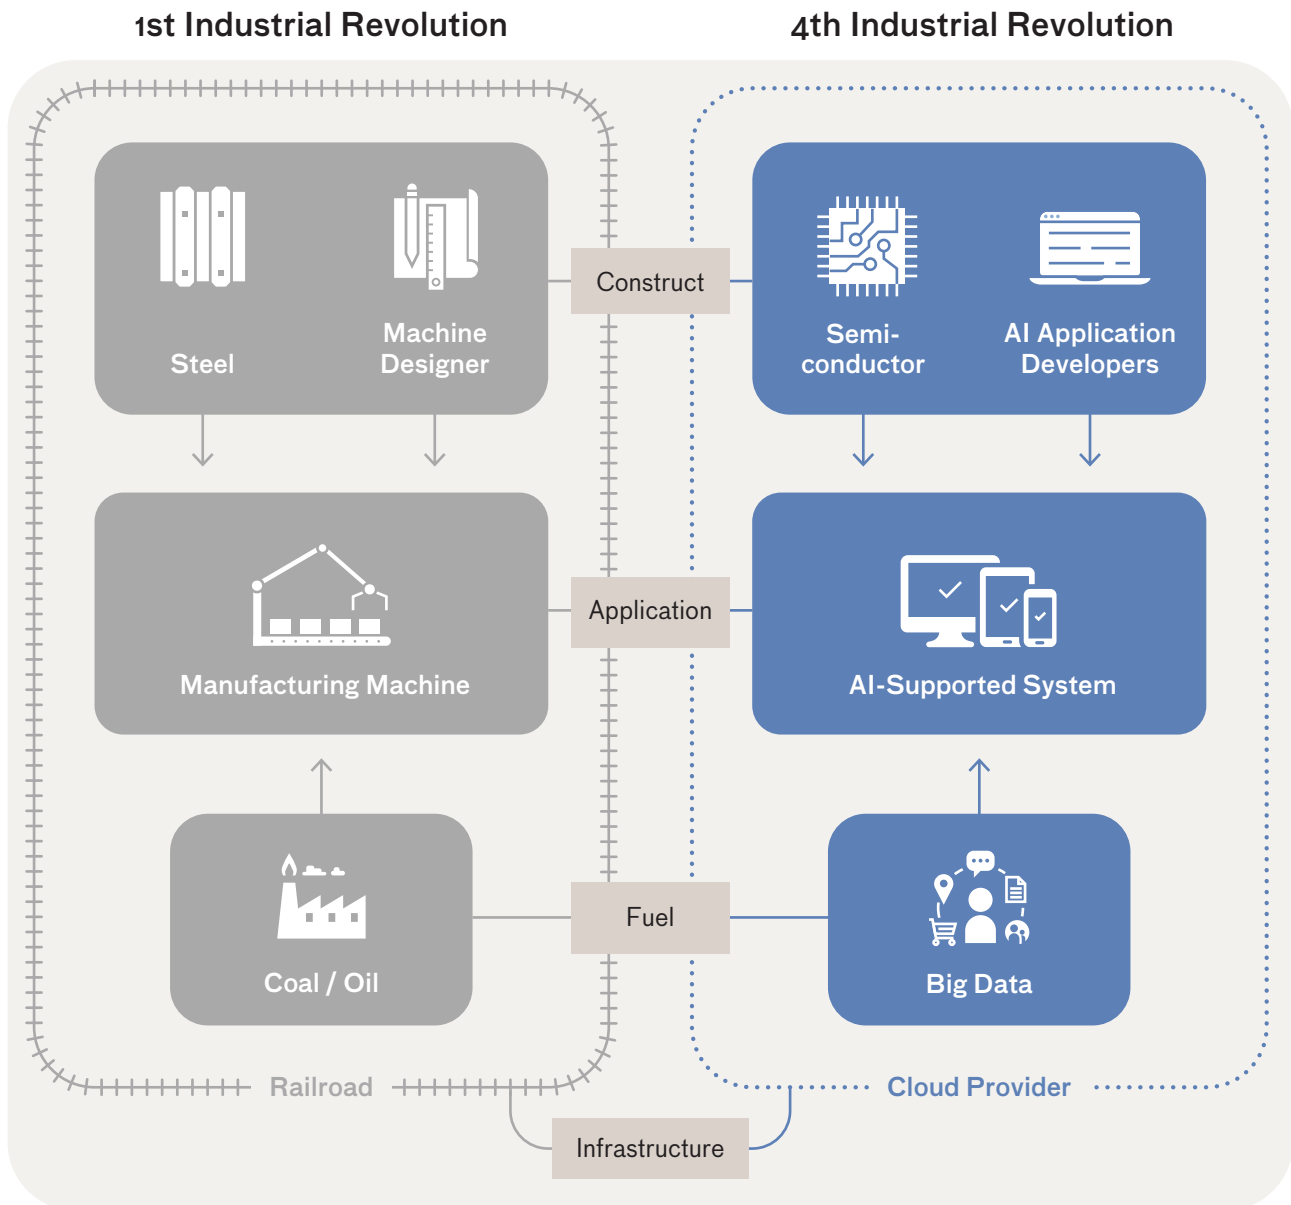 1st Industrial Revolution
4th Industrial Revolution
Steel
Machine
Designer
Construct
Semi-
conductor
AI Application
Developers
Manufacturing Machine
Application
AI-Supported System
Coal / Oil
Fuel
Big Data
Railroad
Cloud Provider
Infrastructure